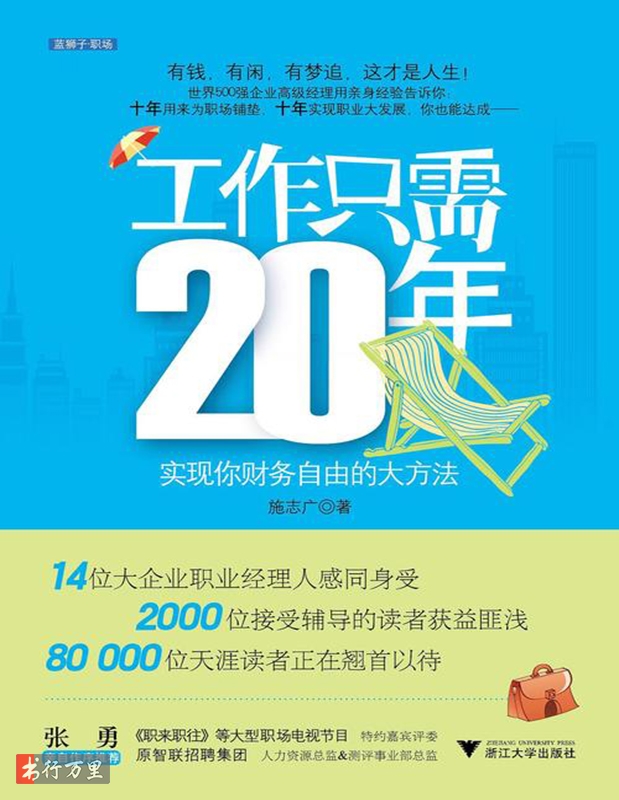 蓝狮子·职场
有钱，有闲，有梦追，这才是人生！
世界500强企业高级经理用亲身经验告诉你：
十年用来为职场铺垫，十年实现职业大发展，你也能达成——
工作只需
20年
实现你财务自由的大方法
施志广◎著
14位大企业职业经理人感同身受
2000位接受辅导的读者获益匪浅
80 000位天涯读者正在翘首以待
张 勇 《职来职往》等大型职场电视节目 特约嘉宾评委
原智联招聘集团 人力资源总监&测评事业部总监
ZHEJIANG UNIVERSITY PRESS
浙江大学出版社
书行万里